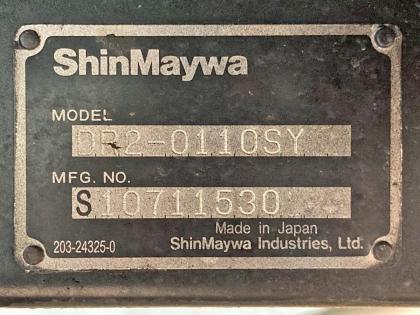 ShinMaywa
MODEL
DR2-0110SY
MFG. NO.
S10711530
Made in Japan
203-24325-0 ShinMaywa Industries, Ltd.